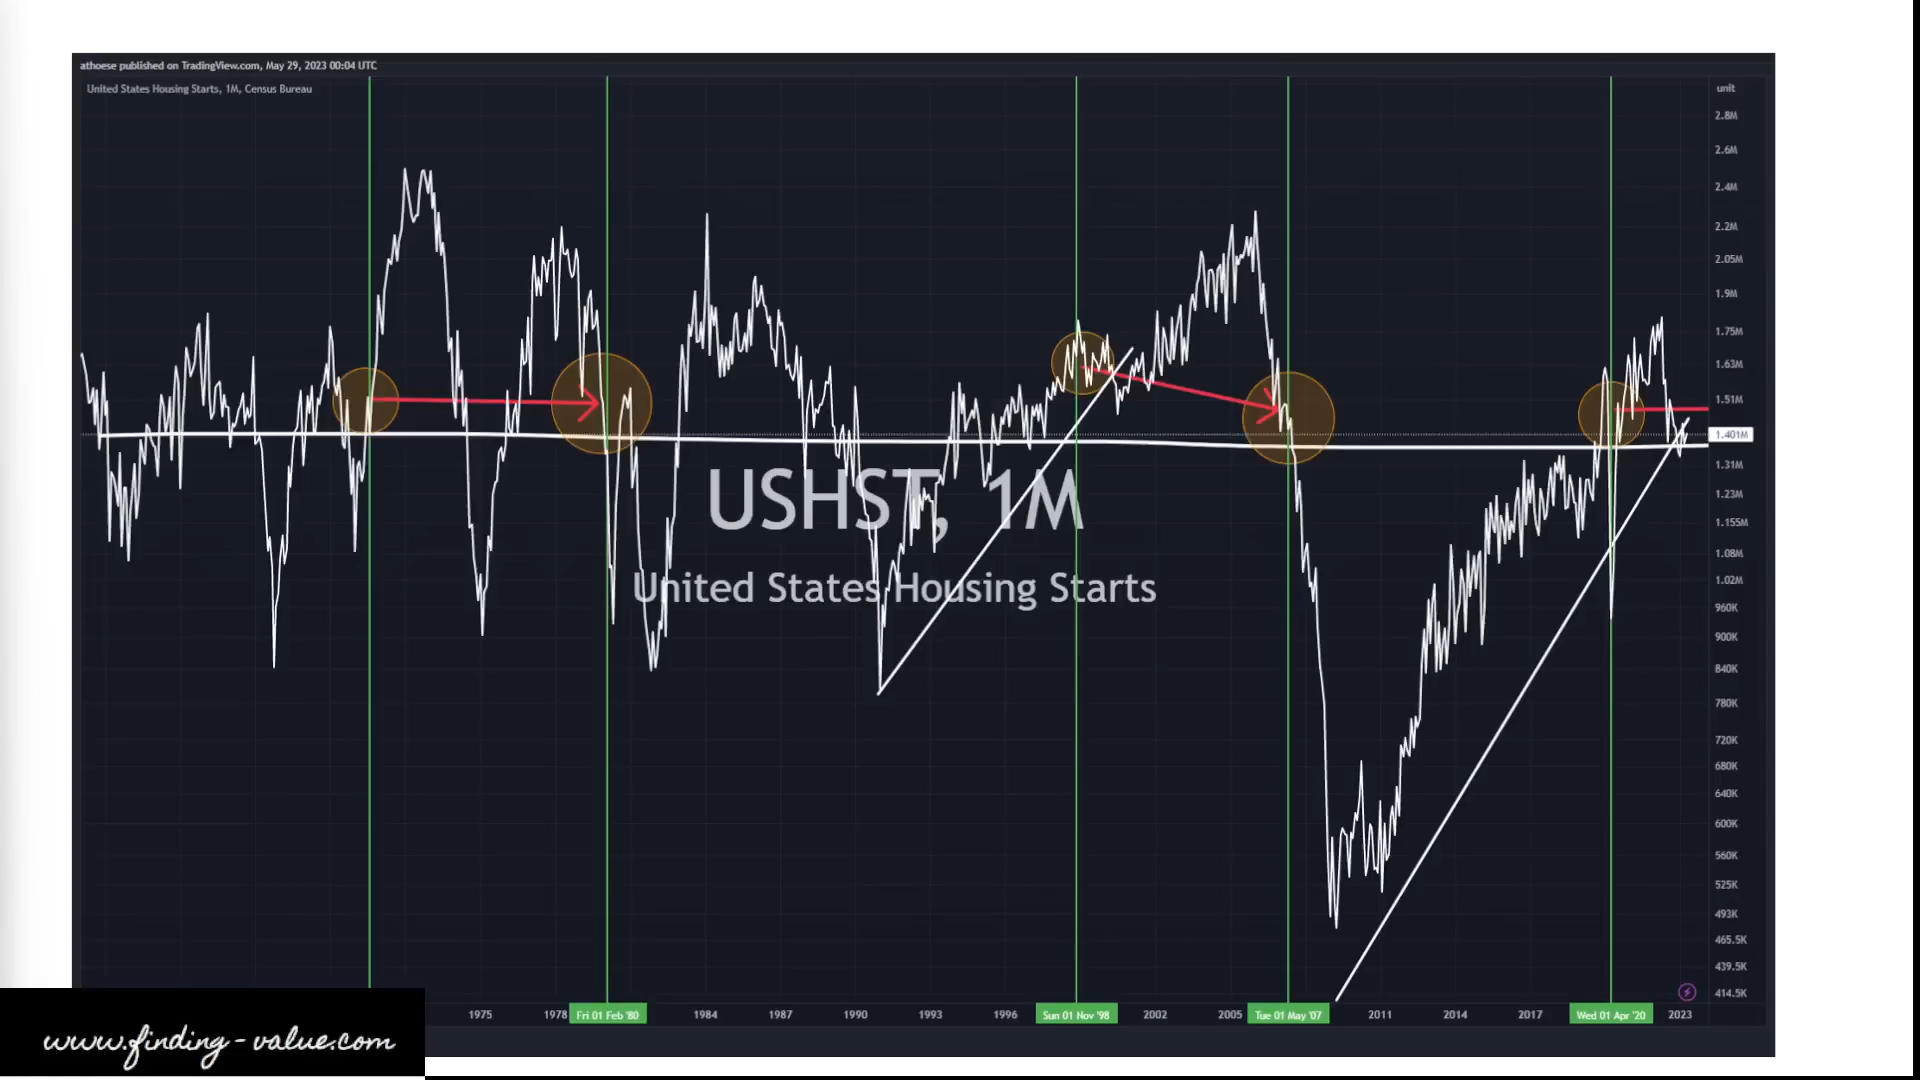 athoese published on TradingView.com, May 29, 2023 00:04 UTC
United States Housing Starts, 1M, Census Bureau
unit
2.8M
2.6M
2.4M
2.2M
2.05M
1.9M
1.75M
1.63M
1.51M
1.401M
1.31M
1.23M
1.155M
1.08M
1.02M
960K
900K
840K
780K
720K
680K
640K
600K
560K
525K
493K
465.5K
439.5K
414.5K
USHST, 1M
United States Housing Starts
1975 1978 Fri 01 Feb '80 1984 1987 1990 1993 1996 Sun 01 Nov '98 2002 2005 Tue 01 May '07 2011 2014 2017 Wed 01 Apr '20 2023
www.finding-value.com